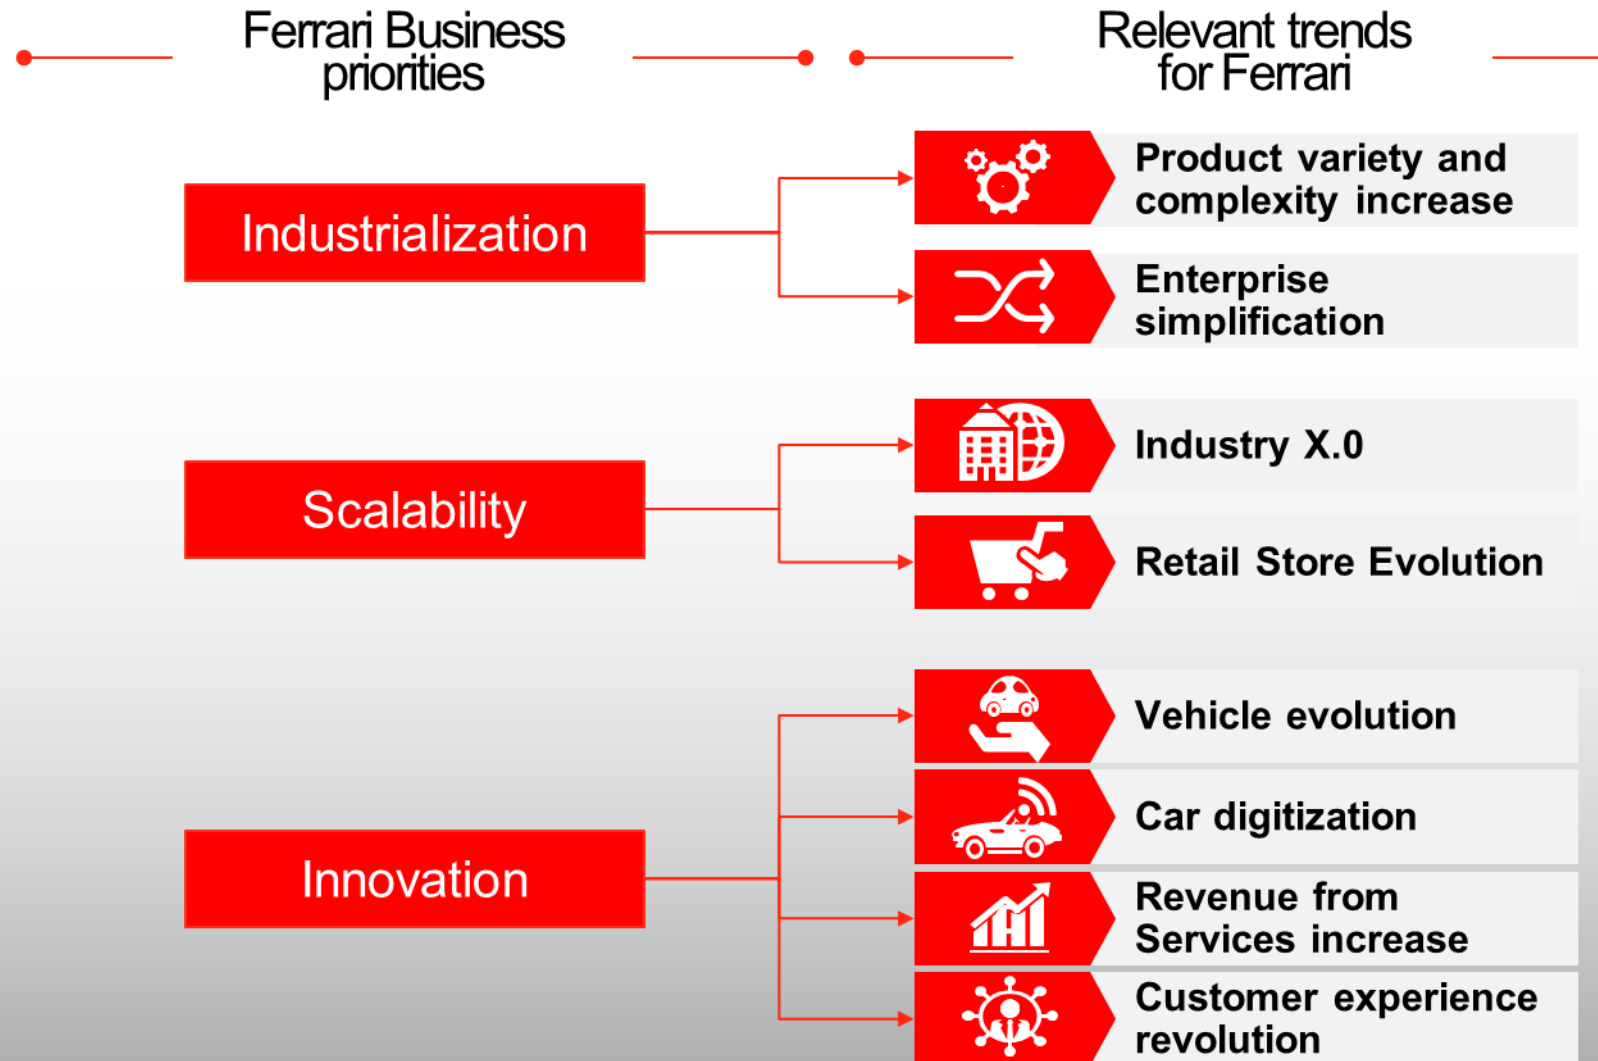 Ferrari Business
priorities
Relevant trends
for Ferrari
Industrialization
Product variety and
complexity increase
Enterprise
simplification
Scalability
Industry X.0
Retail Store Evolution
Innovation
Vehicle evolution
Car digitization
Revenue from
Services increase
Customer experience
revolution